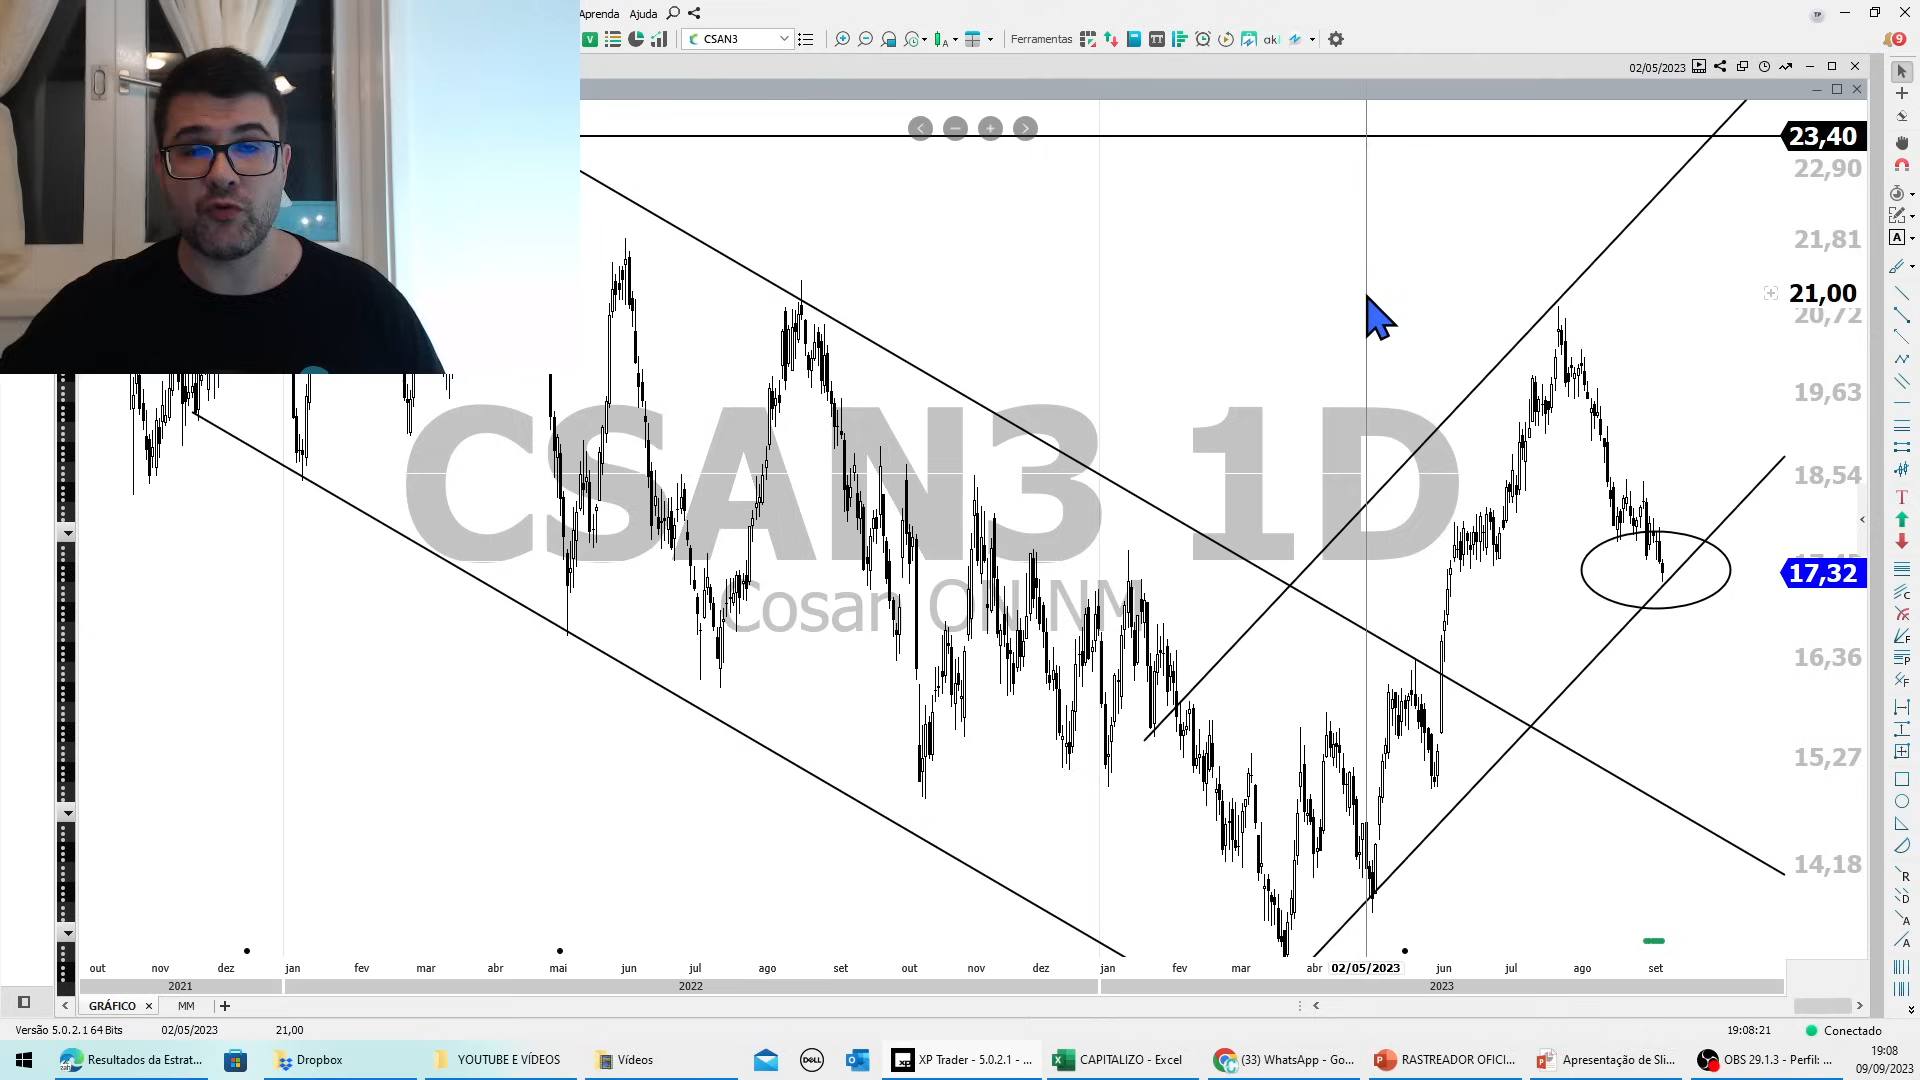 Aprenda Ajuda
TP
V CSAN3 Ferramentas aki 9
02/05/2023
23,40
22,90
21,81
21,00
20,72
19,63
CSAN3 1D
18,54
17,32
Cosan ON NM
16,36
15,27
14,18
out nov dez jan fev mar abr mai jun jul ago set out nov dez jan fev mar abr 02/05/2023 jun jul ago set
2021 2022 2023
GRÁFICO MM
Versão 5.0.2.1 64 Bits 02/05/2023 21,00 19:08:21 Conectado
Resultados da Estrat... Dropbox YOUTUBE E VÍDEOS Vídeos DELL XP Trader - 5.0.2.1 - ... CAPITALIZO - Excel (33) WhatsApp - Go... RASTREADOR OFICI... Apresentação de Sli... OBS 29.1.3 - Perfil: ... 19:08
09/09/2023